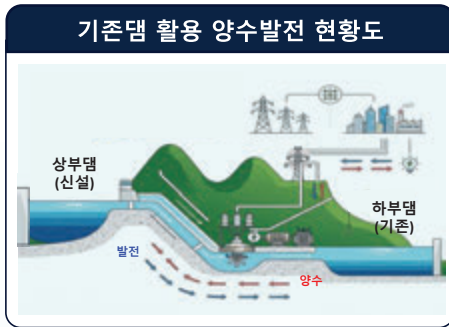 기존댐 활용 양수발전 현황도
상부댐
(신설)
하부댐
(기존)
발전
양수